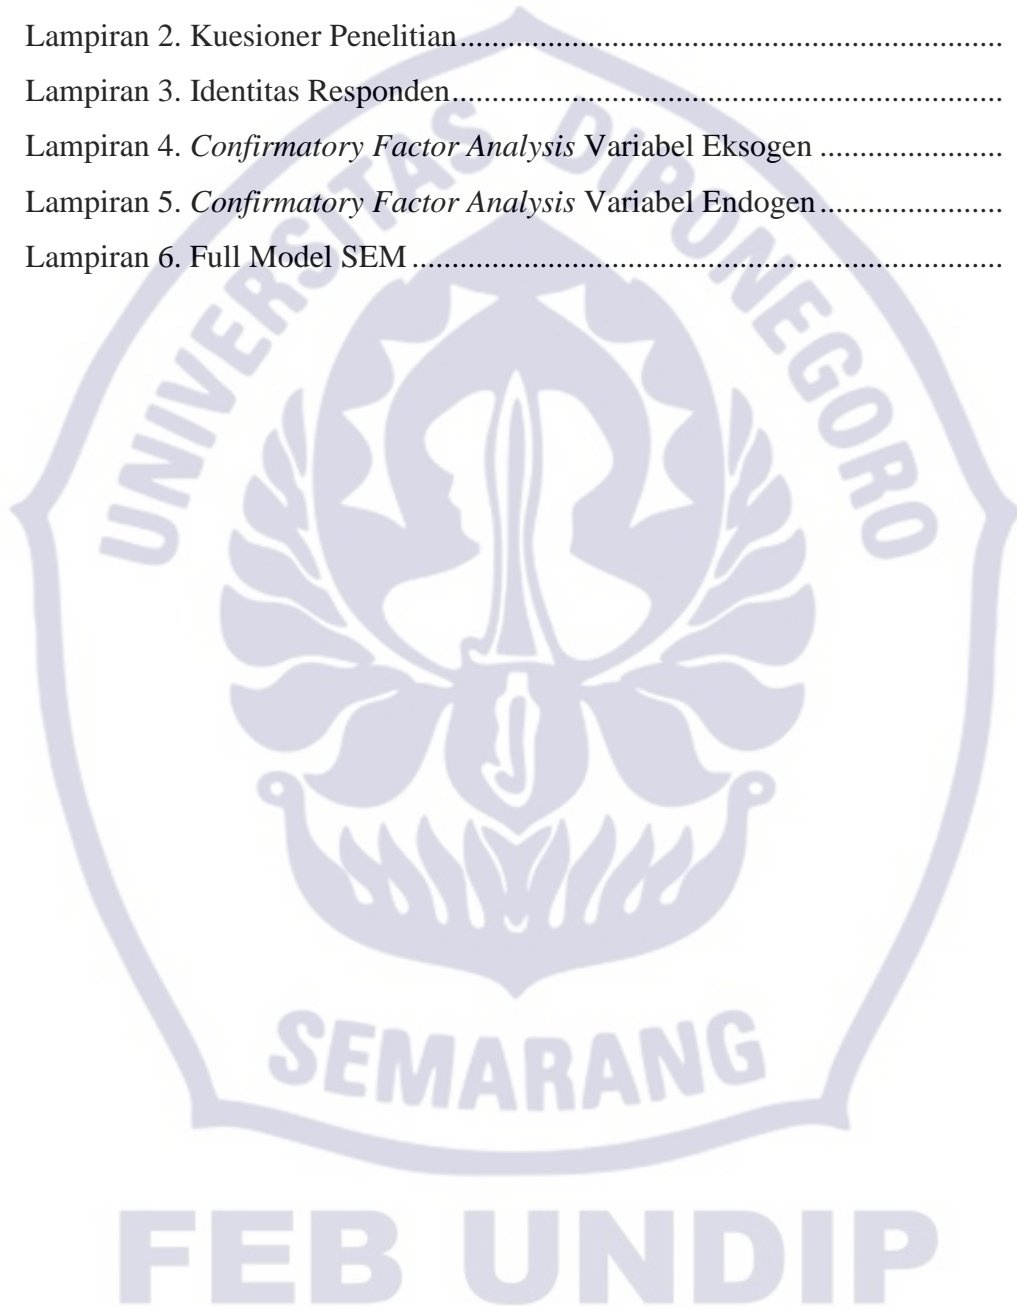 Lampiran 2. Kuesioner Penelitian....................................................................
Lampiran 3. Identitas Responden.....................................................................
Lampiran 4. Confirmatory Factor Analysis Variabel Eksogen .......................
Lampiran 5. Confirmatory Factor Analysis Variabel Endogen.......................
Lampiran 6. Full Model SEM ..........................................................................
UNIVERSITAS DIPONEGORO
SEMARANG
FEB UNDIP